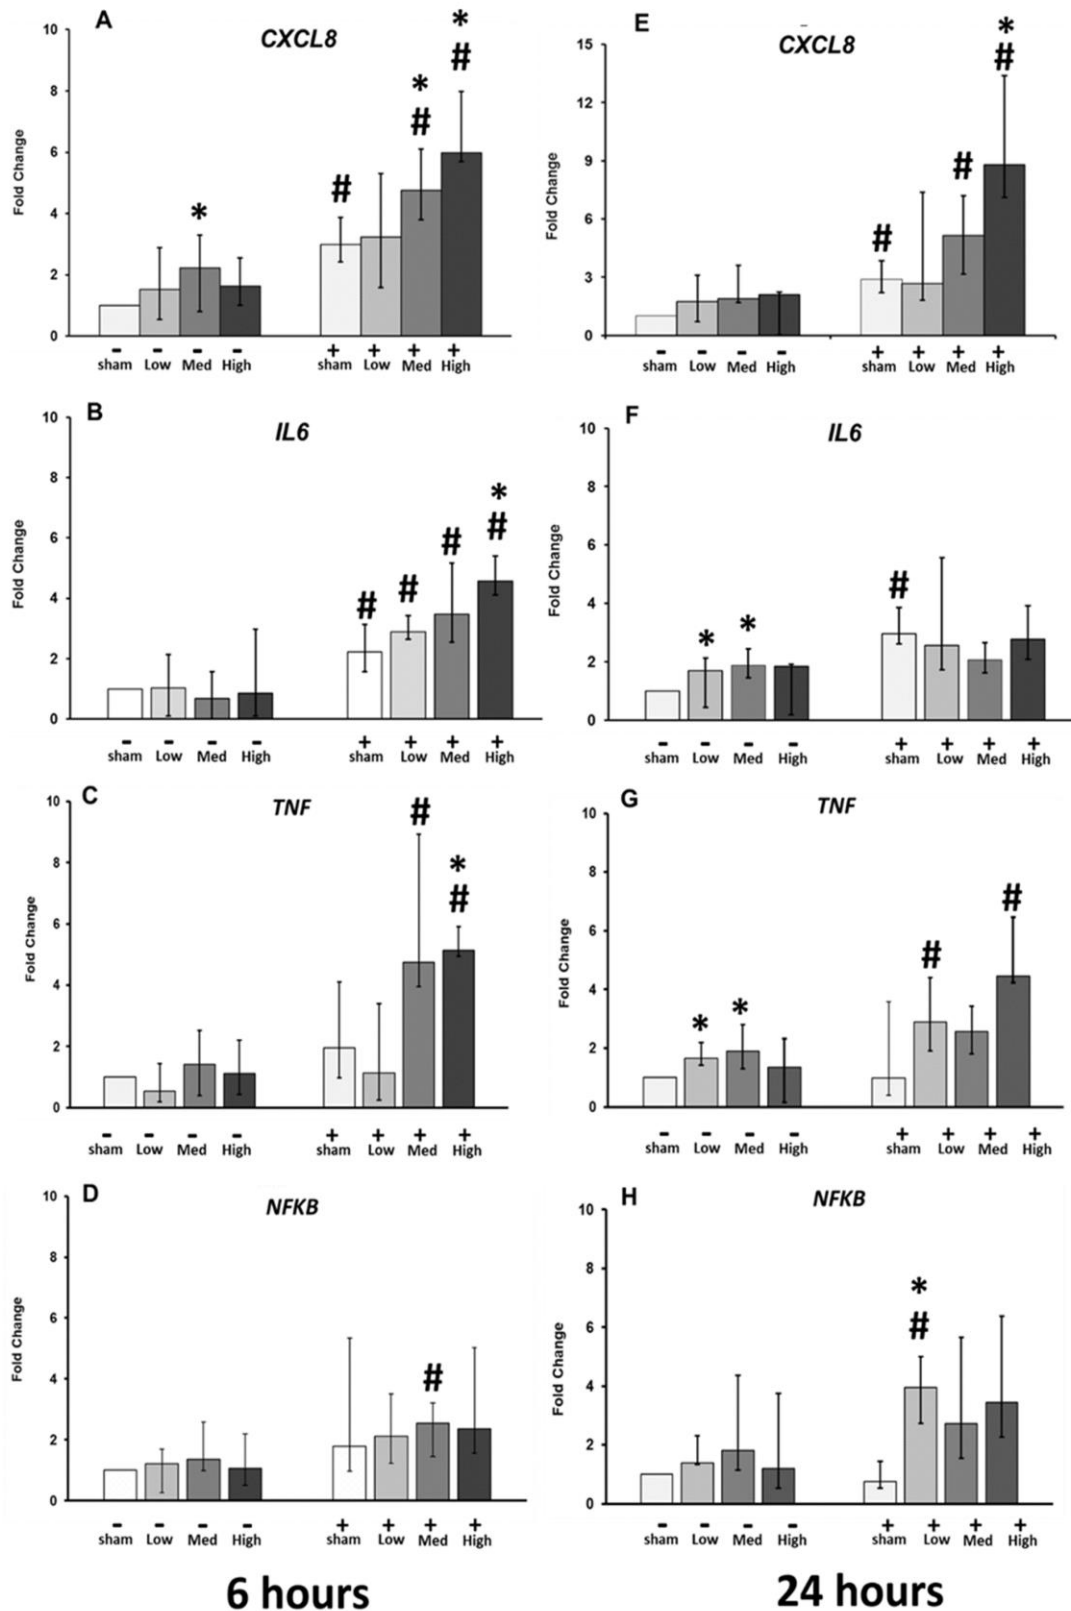 A
CXCL8
*
#
*
#
#
*
10
8
6
4
2
0
Fold Change
- - - - + + + +
sham Low Med High sham Low Med High
E
CXCL8
*
#
#
#
15
12
9
6
3
0
Fold Change
- - - - + + + +
sham Low Med High sham Low Med High
B
IL6
*
#
#
#
#
10
8
6
4
2
0
Fold Change
- - - - + + + +
sham Low Med High sham Low Med High
F
IL6
#
* *
10
8
6
4
2
0
Fold Change
- - - - + + + +
sham Low Med High sham Low Med High
C
TNF
#
*
#
10
8
6
4
2
0
Fold Change
- - - - + + + +
sham Low Med High sham Low Med High
G
TNF
#
#
* *
10
8
6
4
2
0
Fold Change
- - - - + + + +
sham Low Med High sham Low Med High
D
NFKB
#
10
8
6
4
2
0
Fold Change
- - - - + + + +
sham Low Med High sham Low Med High
H
NFKB
*
#
10
8
6
4
2
0
Fold Change
- - - - + + + +
sham Low Med High sham Low Med High
6 hours
24 hours